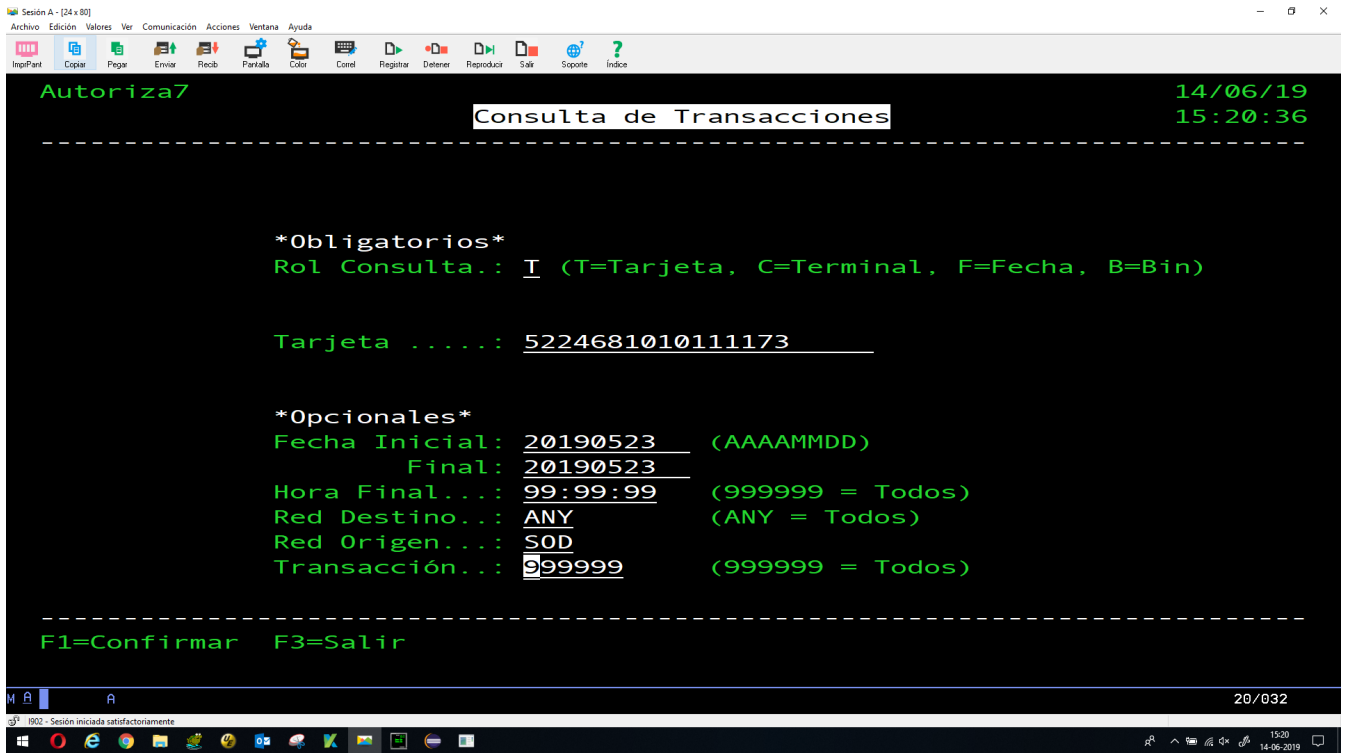 Sesión A - [24 x 80]
Archivo Edición Valores Ver Comunicación Acciones Ventana Ayuda
ImprPant Copiar Pegar Enviar Recib Pantalla Color Correl Registrar Detener Reproducir Salir Soporte Índice
Autoriza7 14/06/19
Consulta de Transacciones 15:20:36
*Obligatorios*
Rol Consulta.: T (T=Tarjeta, C=Terminal, F=Fecha, B=Bin)
Tarjeta .....: 5224681010111173
*Opcionales*
Fecha Inicial: 20190523 (AAAAMMDD)
Final: 20190523
Hora Final...: 99:99:99 (999999 = Todos)
Red Destino..: ANY (ANY = Todos)
Red Origen...: SOD
Transacción..: 999999 (999999 = Todos)
F1=Confirmar F3=Salir
M A A 20/032
I902 - Sesión iniciada satisfactoriamente
15:20
14-06-2019